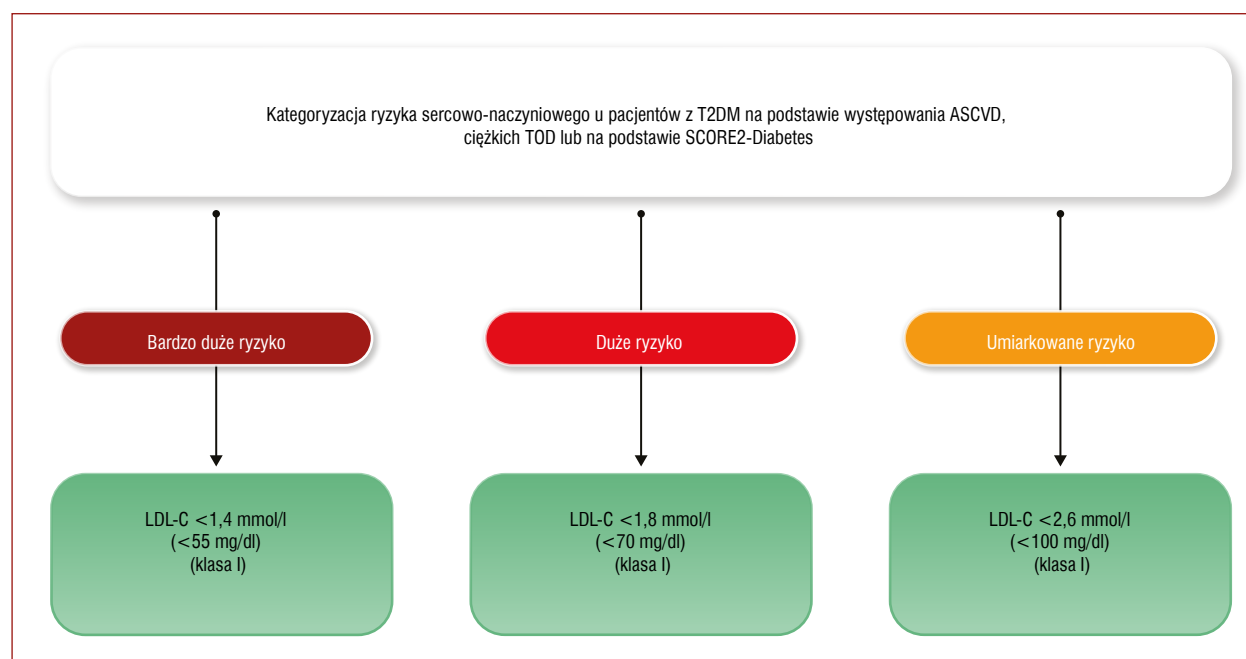 Kategoryzacja ryzyka sercowo-naczyniowego u pacjentów z T2DM na podstawie występowania ASCVD,
ciężkich TOD lub na podstawie SCORE2-Diabetes
Bardzo duże ryzyko
Duże ryzyko
Umiarkowane ryzyko
LDL-C <1,4 mmol/l
(<55 mg/dl)
(klasa I)
LDL-C <1,8 mmol/l
(<70 mg/dl)
(klasa I)
LDL-C <2,6 mmol/l
(<100 mg/dl)
(klasa I)